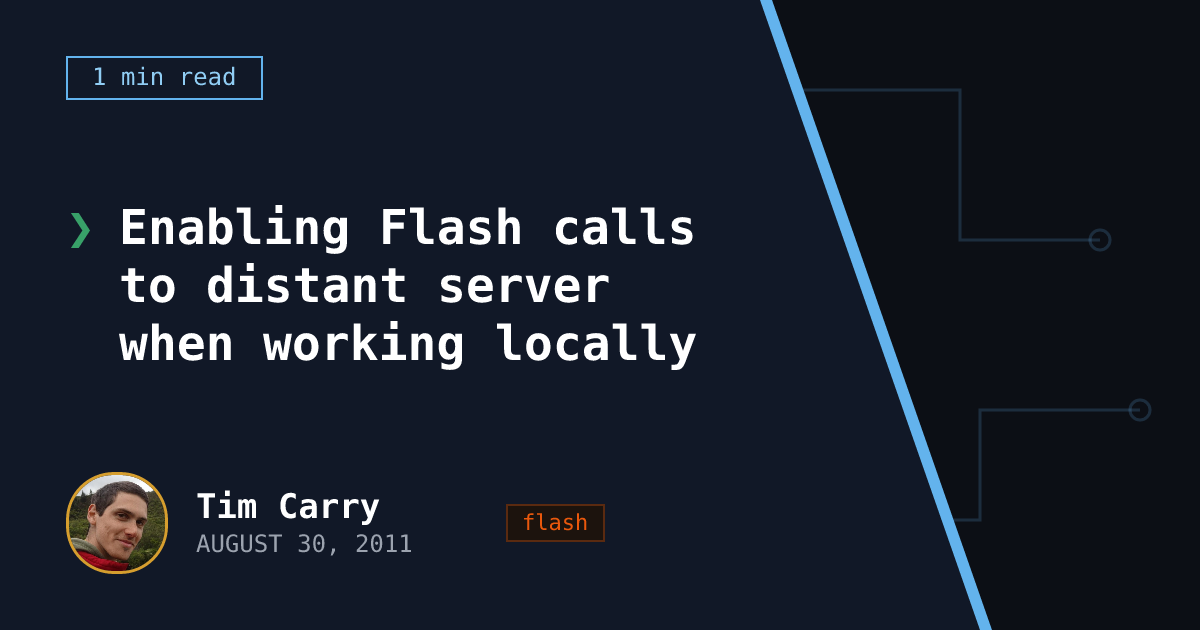 1 min read
❯ Enabling Flash calls
to distant server
when working locally
Tim Carry
AUGUST 30, 2011
flash